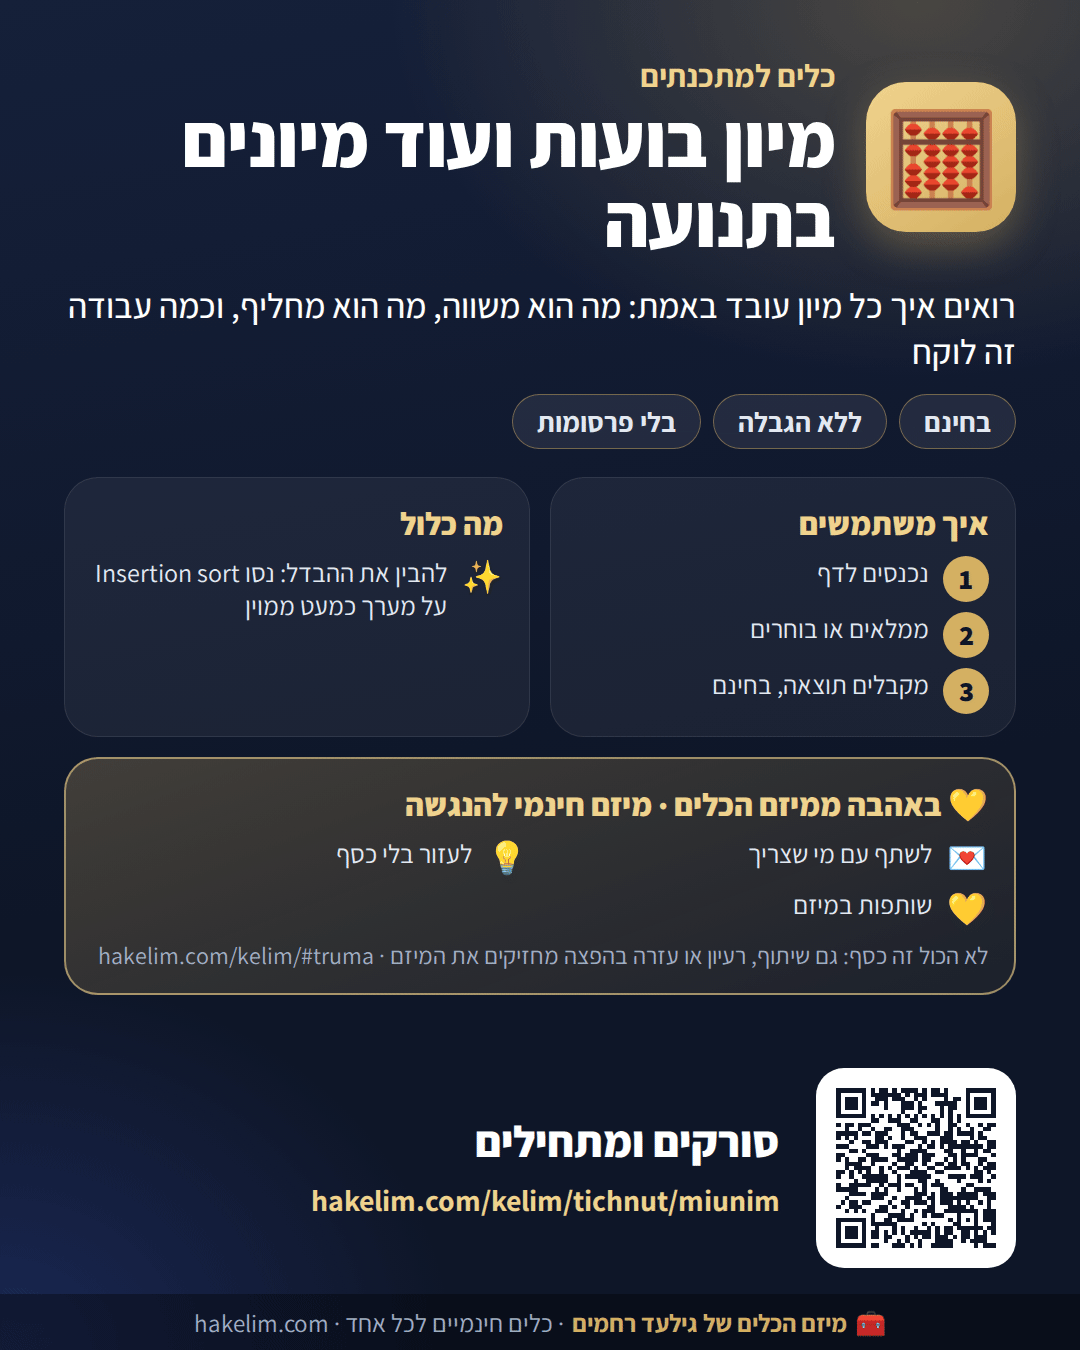 כלים למתכנתים
מיון בועות ועוד מיונים
בתנועה
רואים איך כל מיון עובד באמת: מה הוא משווה, מה הוא מחליף, וכמה עבודה
זה לוקח
בחינם
ללא הגבלה
בלי פרסומות
איך משתמשים
1 נכנסים לדף
2 ממלאים או בוחרים
3 מקבלים תוצאה, בחינם
מה כלול
להבין את ההבדל: נסו Insertion sort
על מערך כמעט ממוין
באהבה ממיזם הכלים · מיזם חינמי להנגשה
לשתף עם מי שצריך
לעזור בלי כסף
שותפות במיזם
לא הכול זה כסף: גם שיתוף, רעיון או עזרה בהפצה מחזיקים את המיזם · hakelim.com/kelim/#truma
סורקים ומתחילים
hakelim.com/kelim/tichnut/miunim
מיזם הכלים של גילעד רחמים · כלים חינמיים לכל אחד · hakelim.com